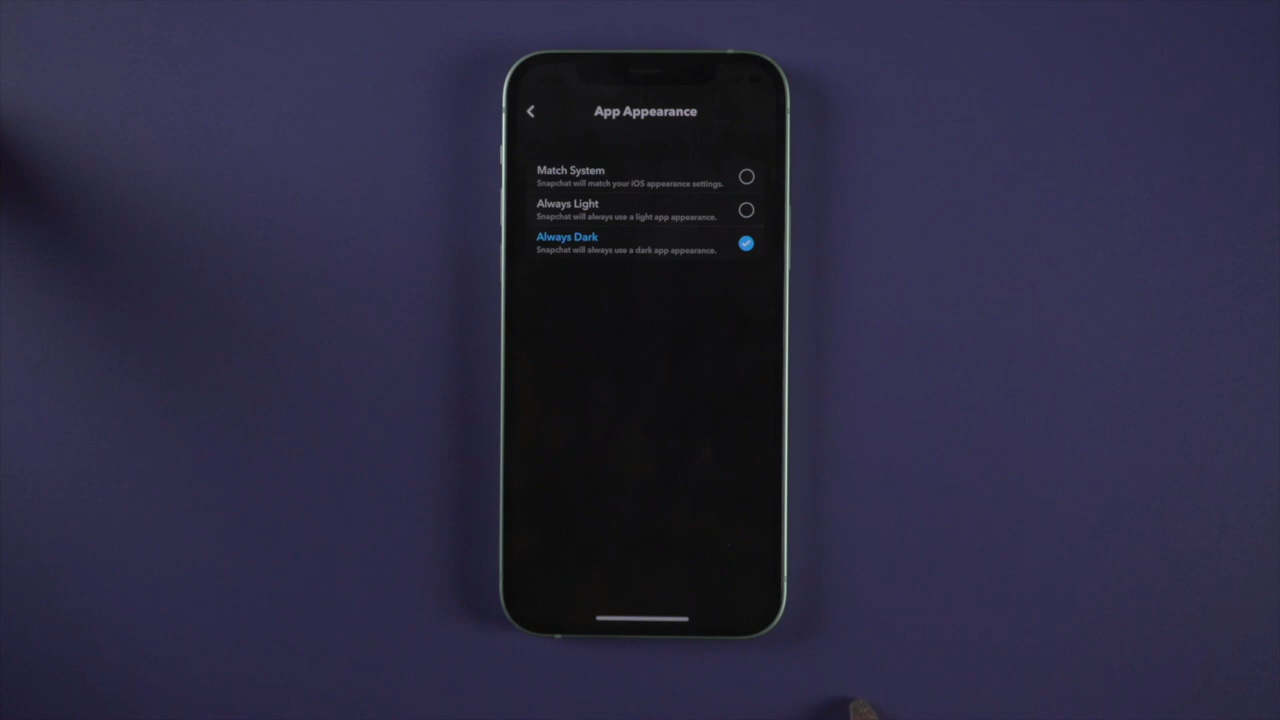 App Appearance
Match System
Snapchat will match your iOS appearance settings.
Always Light
Snapchat will always use a light app appearance.
Always Dark
Snapchat will always use a dark app appearance.